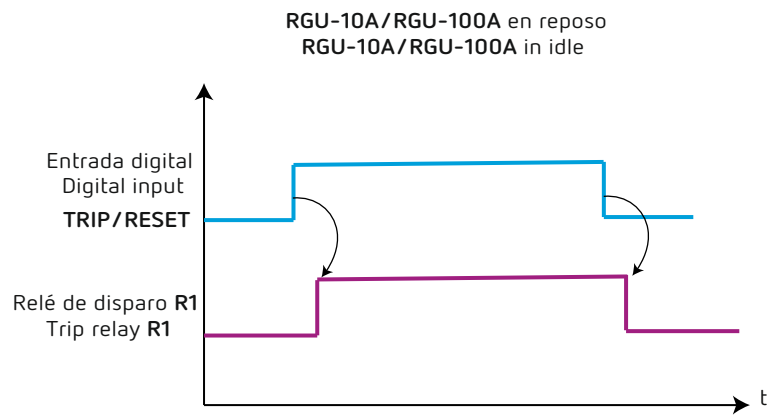 RGU-10A/RGU-100A en reposo
RGU-10A/RGU-100A in idle
Entrada digital
Digital input
TRIP/RESET
Relé de disparo R1
Trip relay R1
t